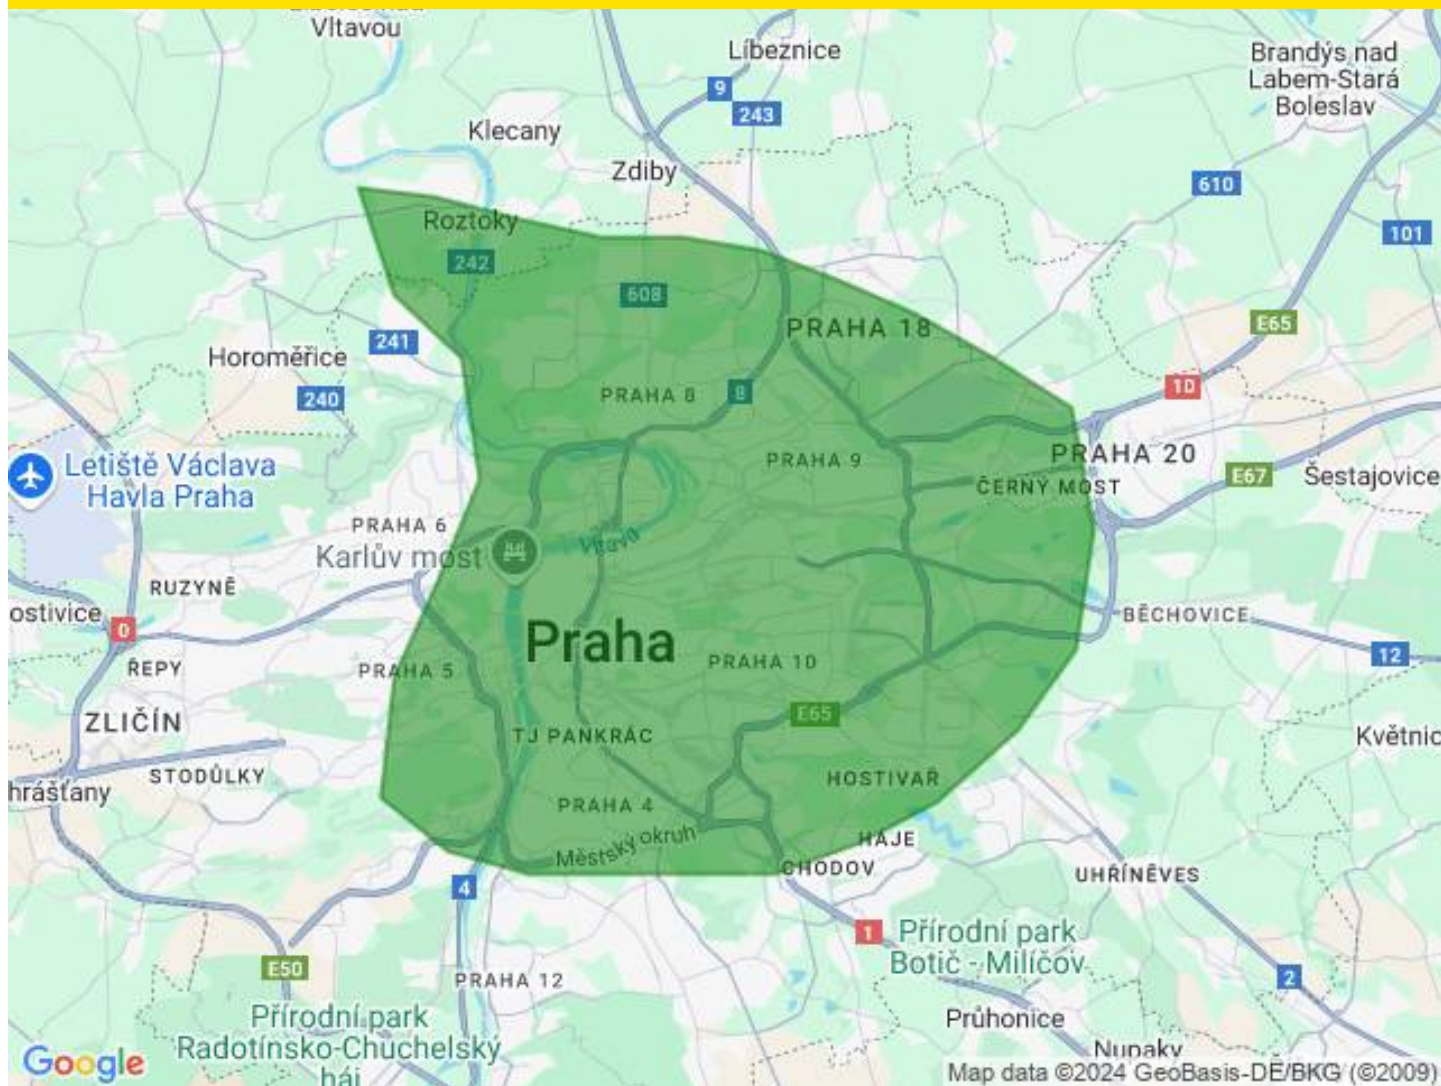 Vltavou
Líbeznice
Brandýs nad
Labem-Stará
Boleslav
9
243
Klecany
Zdiby
610
Roztoky
101
242
608
E65
PRAHA 18
241
Horoměřice
10
240
PRAHA 8
8
PRAHA 20
Letiště Václava
Havla Praha
PRAHA 9
E67
Šestajovice
ČERNÝ MOST
PRAHA 6
Karlův most
Vltava
RUZYNĚ
ostivice
0
BĚCHOVICE
Praha
12
ŘEPY
PRAHA 5
PRAHA 10
ZLIČÍN
E65
TJ PANKRÁC
Květnic
STODŮLKY
HOSTIVAŘ
hrášťany
PRAHA 4
Městský okruh
HÁJE
CHODOV
UHŘÍNĚVES
4
1
Přírodní park
Botič - Milíčov
E50
PRAHA 12
2
Přírodní park
Radotínsko-Chuchelský
háj
Průhonice
Nupaky
Google
Map data ©2024 GeoBasis-DE/BKG (©2009)